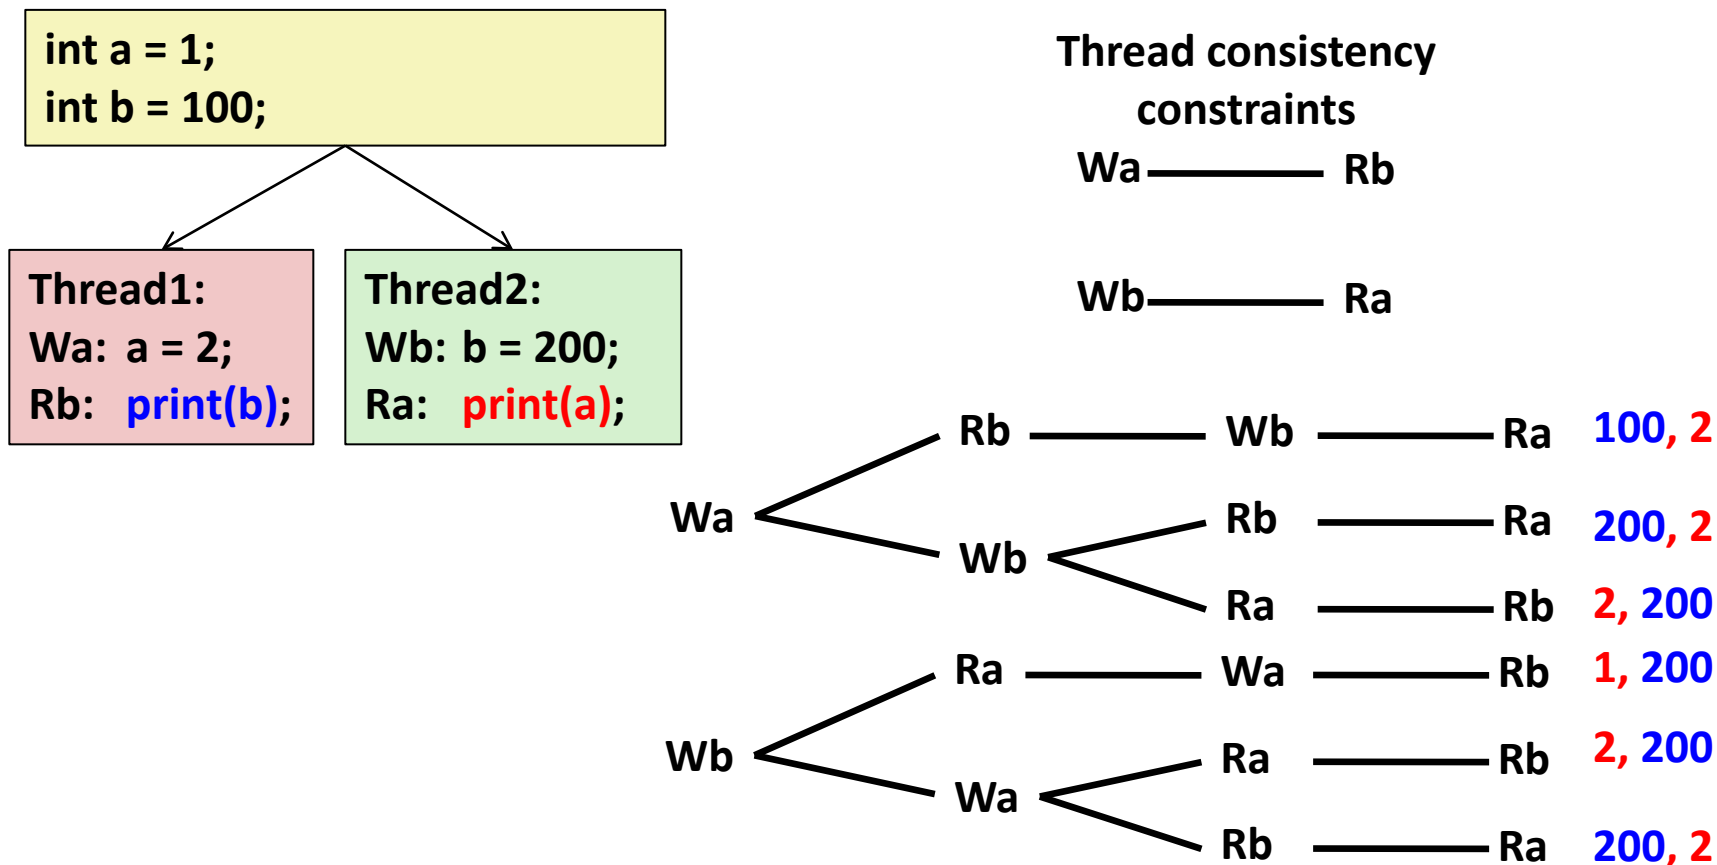 int a = 1;
int b = 100;
Thread consistency
constraints
Wa Rb
Wb Ra
Thread1:
Wa: a = 2;
Rb: print(b);
Thread2:
Wb: b = 200;
Ra: print(a);
Rb Wb Ra 100, 2
Wa
Rb Ra 200, 2
Wb
Ra Rb 2, 200
Ra Wa Rb 1, 200
Wb
Ra Rb 2, 200
Wa
Rb Ra 200, 2